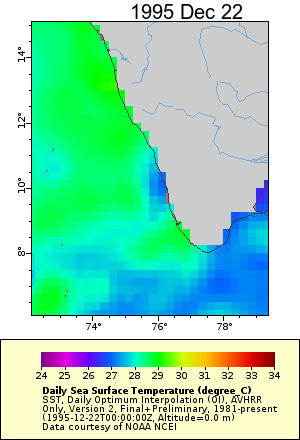 1995 Dec 22
14°
12°
10°
8°
74°
76°
78°
24 25 26 27 28 29 30 31 32 33 34
Daily Sea Surface Temperature (degree_C)
SST, Daily Optimum Interpolation (OI), AVHRR
Only, Version 2, Final+Preliminary, 1981-present
(1995-12-22T00:00:00Z, Altitude=0.0 m)
Data courtesy of NOAA NCEI